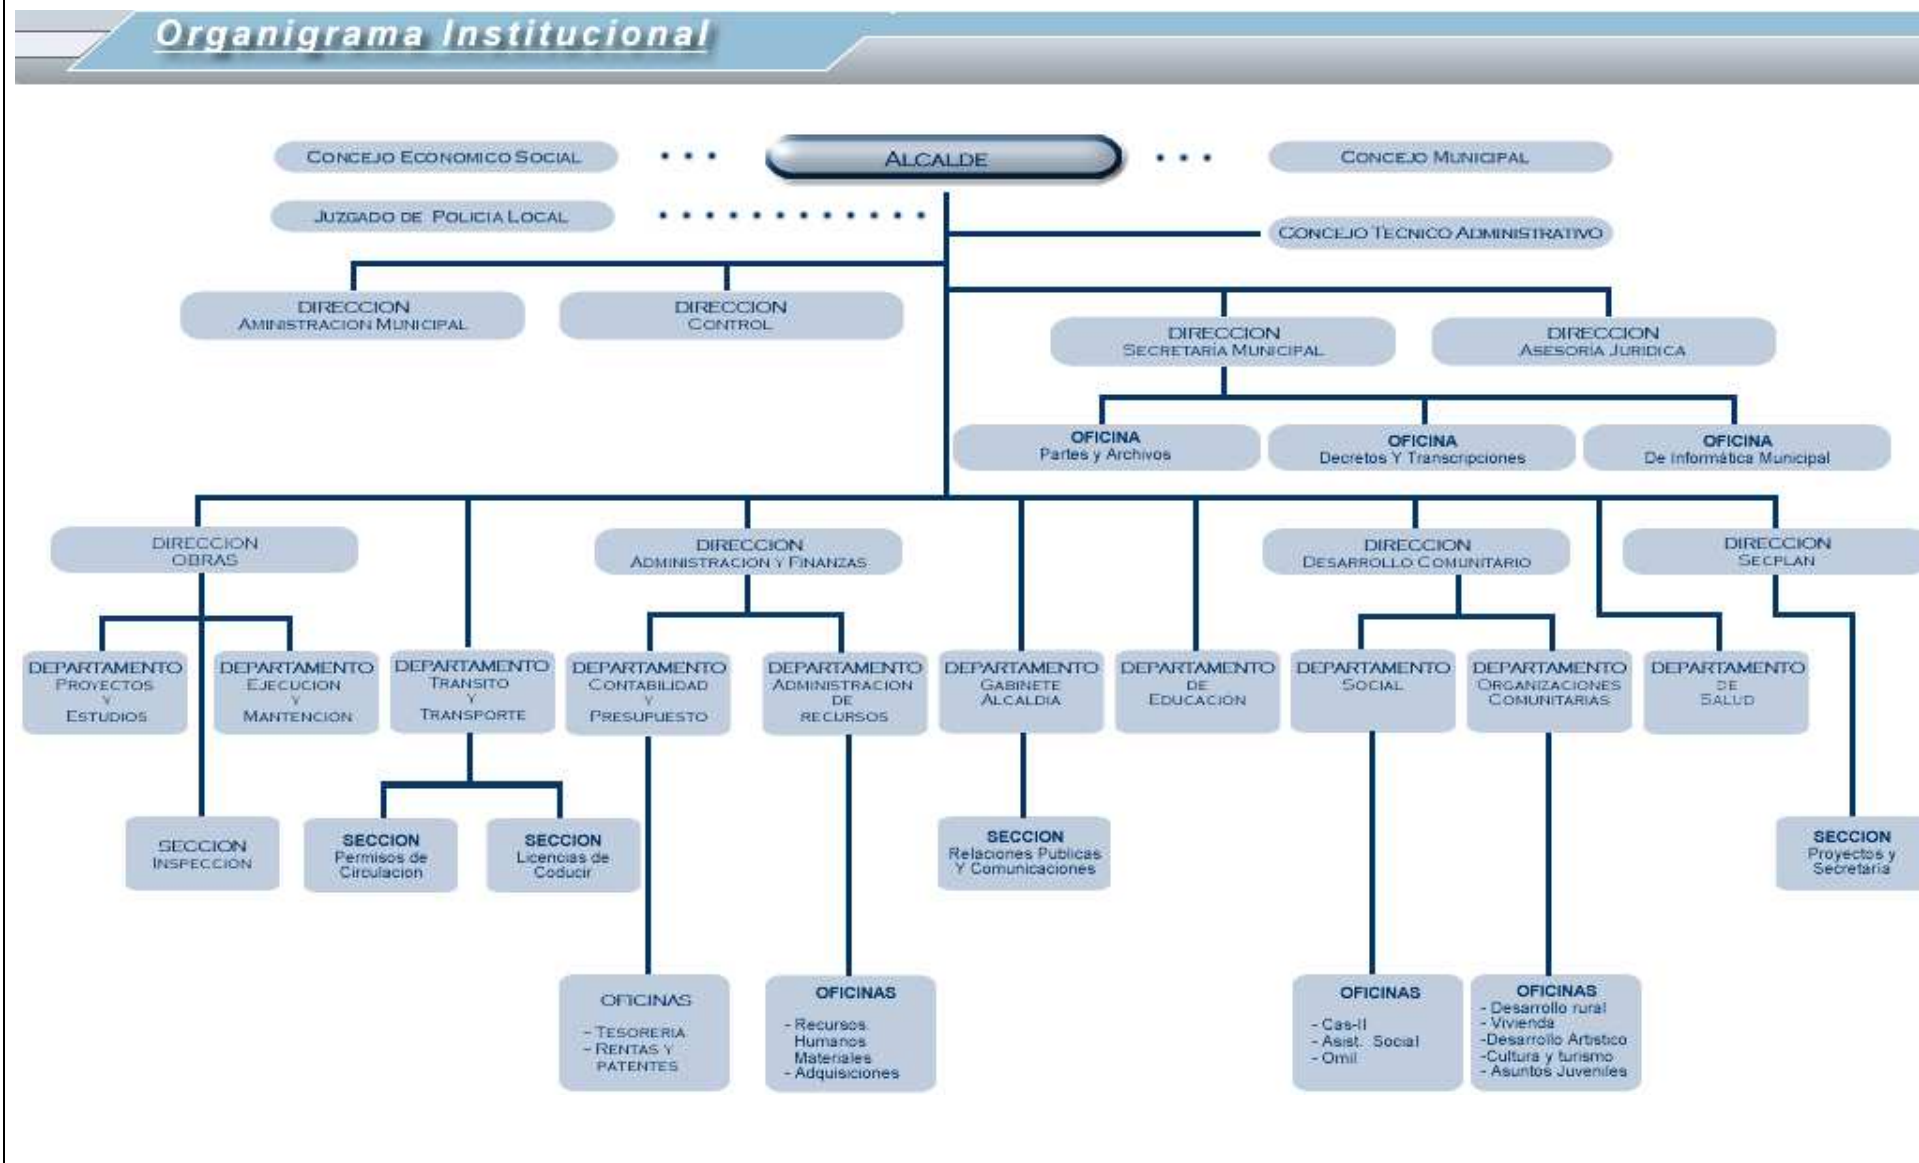 Organigrama Institucional
CONCEJO ECONOMICO SOCIAL
ALCALDE
CONCEJO MUNICIPAL
JUZGADO DE POLICIA LOCAL
CONCEJO TECNICO ADMINISTRATIVO
DIRECCION
AMINISTRACION MUNICIPAL
DIRECCION
CONTROL
DIRECCION
SECRETARÍA MUNICIPAL
DIRECCION
ASESORÍA JURIDICA
OFICINA
Partes y Archivos
OFICINA
Decretos Y Transcripciones
OFICINA
De Informática Municipal
DIRECCION
OBRAS
DIRECCION
ADMINISTRACION Y FINANZAS
DIRECCION
DESARROLLO COMUNITARIO
DIRECCION
SECPLAN
DEPARTAMENTO
PROYECTOS
Y
ESTUDIOS
DEPARTAMENTO
EJECUCION
Y
MANTENCION
DEPARTAMENTO
TRANSITO
Y
TRANSPORTE
DEPARTAMENTO
CONTABILIDAD
Y
PRESUPUESTO
DEPARTAMENTO
ADMINISTRACION
DE
RECURSOS
DEPARTAMENTO
GABINETE
ALCALDIA
DEPARTAMENTO
DE
EDUCACION
DEPARTAMENTO
SOCIAL
DEPARTAMENTO
ORGANIZACIONES
COMUNITARIAS
DEPARTAMENTO
DE
SALUD
SECCION
INSPECCION
SECCION
Permisos de
Circulacion
SECCION
Licencias de
Coducir
SECCION
Relaciones Publicas
Y Comunicaciones
SECCION
Proyectos y
Secretaria
OFICINAS
- TESORERIA
- RENTAS Y
PATENTES
OFICINAS
- Recursos
Humanos
Materiales
- Adquisiciones
OFICINAS
- Cas-II
- Asist. Social
- Omil
OFICINAS
- Desarrollo rural
- Vivienda
-Desarrollo Artistico
-Cultura y turismo
- Asuntos Juveniles